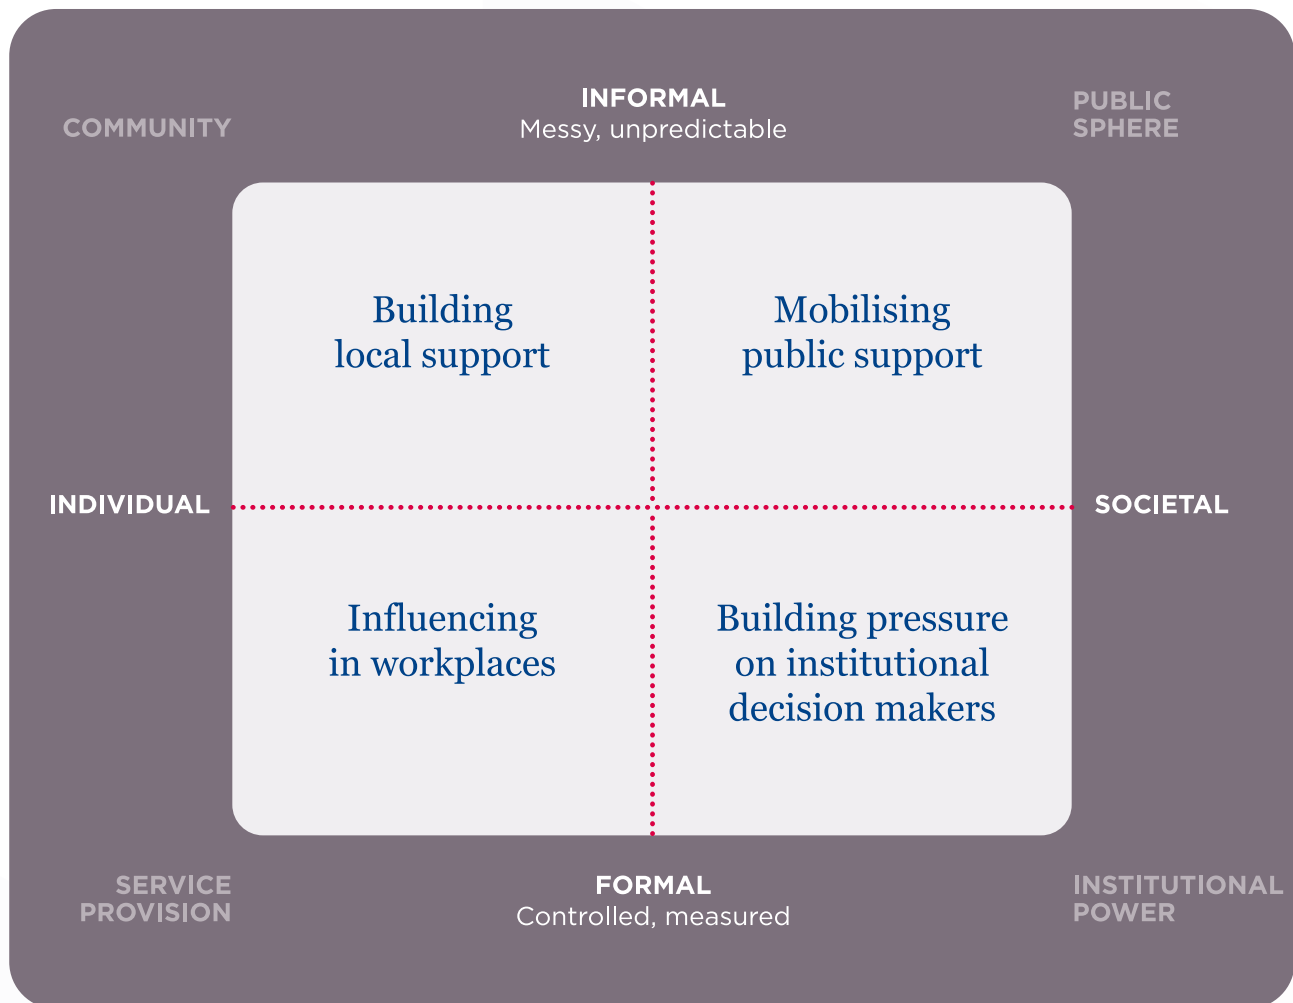 INFORMAL
Messy, unpredictable
COMMUNITY
PUBLIC
SPHERE
Building
local support
Mobilising
public support
INDIVIDUAL
SOCIETAL
Influencing
in workplaces
Building pressure
on institutional
decision makers
SERVICE
PROVISION
FORMAL
Controlled, measured
INSTITUTIONAL
POWER